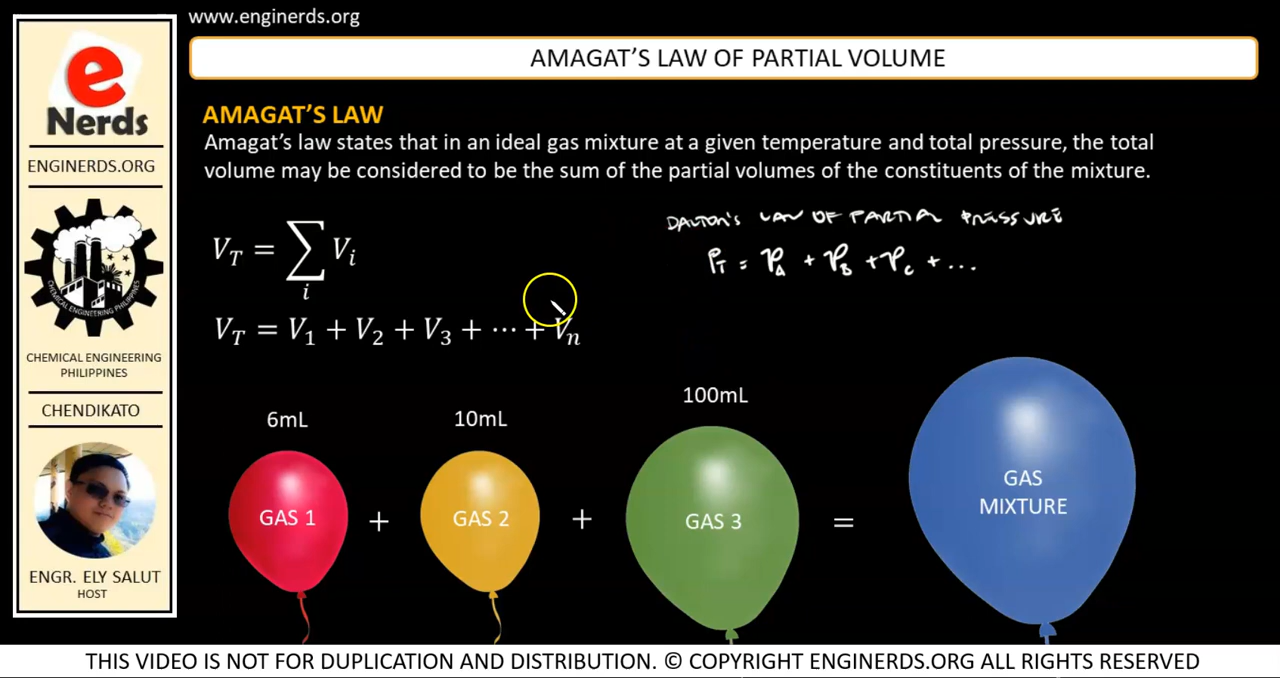 www.enginerds.org
AMAGAT'S LAW OF PARTIAL VOLUME
e
Nerds
ENGINERDS.ORG
CHEMICAL ENGINEERING PHILIPPINES
CHEMICAL ENGINEERING
PHILIPPINES
CHENDIKATO
ENGR. ELY SALUT
HOST
AMAGAT'S LAW
Amagat's law states that in an ideal gas mixture at a given temperature and total pressure, the total
volume may be considered to be the sum of the partial volumes of the constituents of the mixture.
V_T = ∑_i V_i
V_T = V_1 + V_2 + V_3 + ⋯ + V_n
DALTON'S LAW OF PARTIAL PRESSURE
P_T = P_A + P_B + P_C + ...
6mL
10mL
100mL
GAS 1 + GAS 2 + GAS 3 =
GAS
MIXTURE
THIS VIDEO IS NOT FOR DUPLICATION AND DISTRIBUTION. © COPYRIGHT ENGINERDS.ORG ALL RIGHTS RESERVED